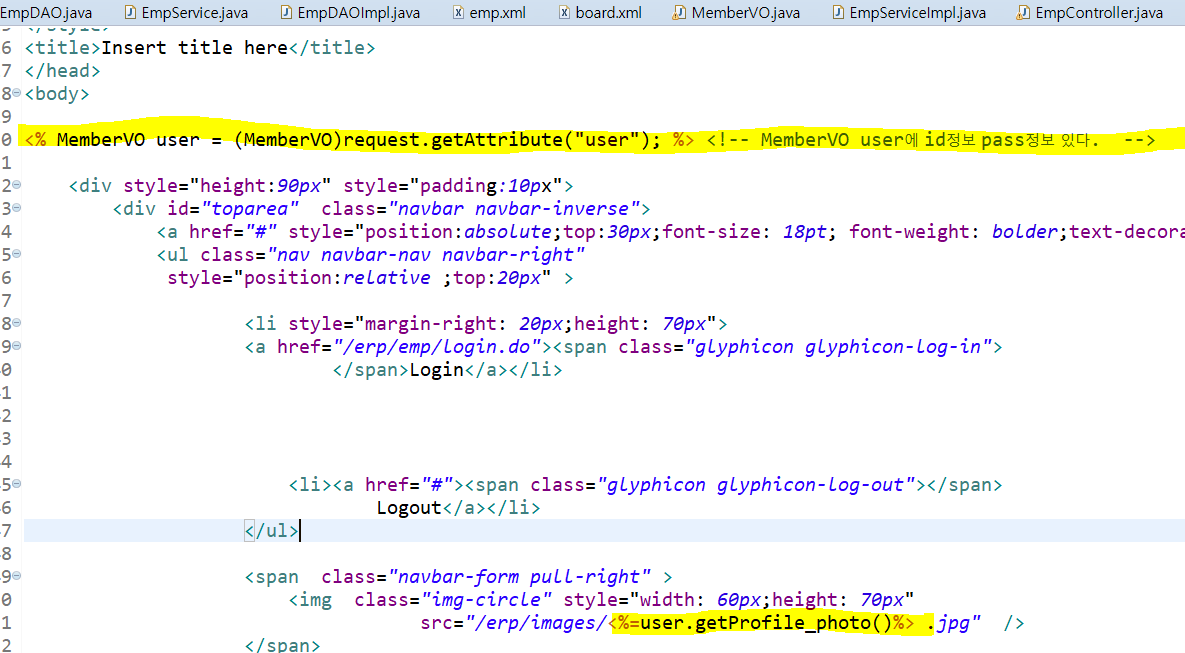 EmpDAO.java EmpService.java EmpDAOImpl.java emp.xml board.xml MemberVO.java EmpServiceImpl.java EmpController.java
6 <title>Insert title here</title>
7 </head>
8 <body>
9
0 <% MemberVO user = (MemberVO)request.getAttribute("user"); %> <!-- MemberVO user에 id정보 pass정보 있다. -->
1
2 <div style="height:90px" style="padding:10px">
3 <div id="toparea" class="navbar navbar-inverse">
4 <a href="#" style="position:absolute;top:30px;font-size: 18pt; font-weight: bolder;text-decora
5 <ul class="nav navbar-nav navbar-right"
6 style="position:relative ;top:20px" >
7
8 <li style="margin-right: 20px;height: 70px">
9 <a href="/erp/emp/login.do"><span class="glyphicon glyphicon-log-in">
0 </span>Login</a></li>
1
2
3
4
5 <li><a href="#"><span class="glyphicon glyphicon-log-out"></span>
6 Logout</a></li>
7 </ul>
8
9 <span class="navbar-form pull-right" >
0 <img class="img-circle" style="width: 60px;height: 70px"
1 src="/erp/images/<%=user.getProfile_photo()%> .jpg" />
2 </span>